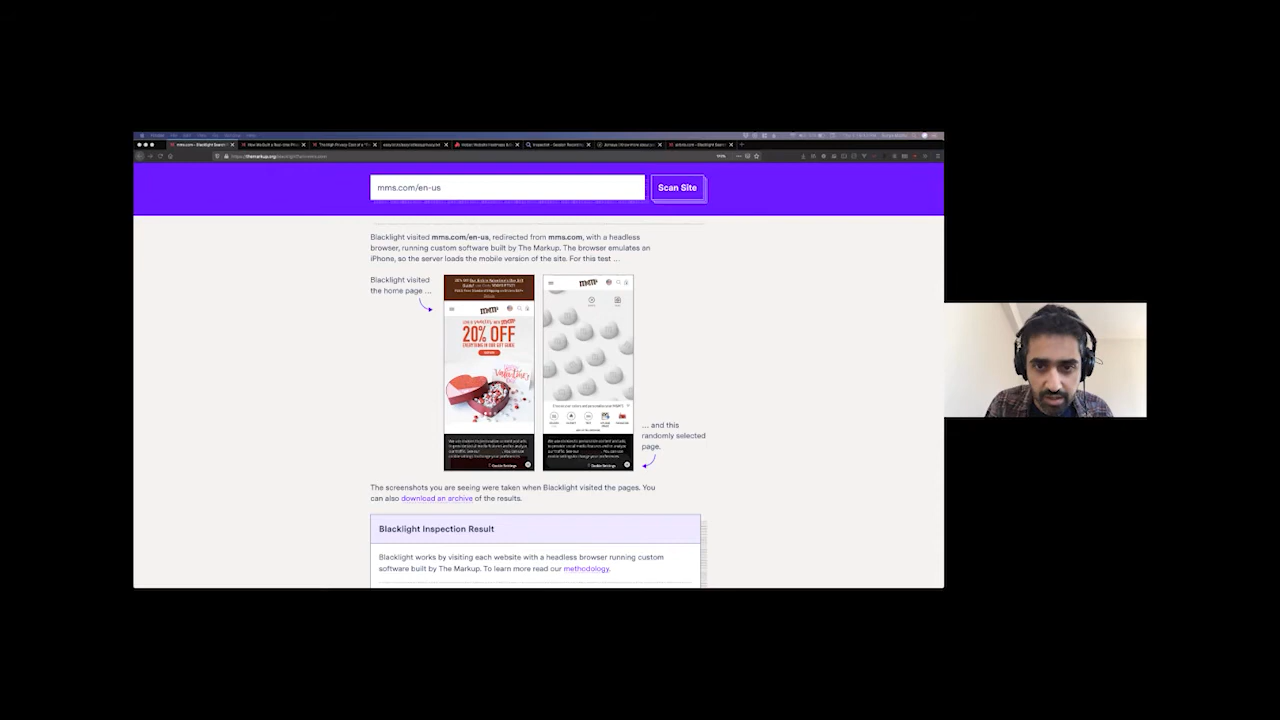 mms.com/en-us
Scan Site
Blacklight visited mms.com/en-us, redirected from mms.com, with a headless
browser, running custom software built by The Markup. The browser emulates an
iPhone, so the server loads the mobile version of the site. For this test ...
Blacklight visited
the home page ...
20% OFF
Cookie Settings
Cookie Settings
... and this
randomly selected
page.
The screenshots you are seeing were taken when Blacklight visited the pages. You
can also download an archive of the results.
Blacklight Inspection Result
Blacklight works by visiting each website with a headless browser running custom
software built by The Markup. To learn more read our methodology.